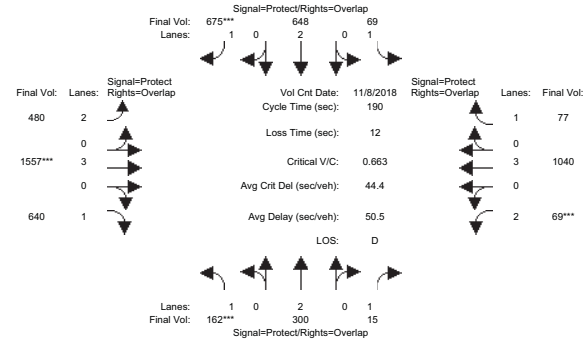 Signal=Protect/Rights=Overlap
Final Vol: 675*** 648 69
Lanes: 1 0 2 0 1
Signal=Protect Signal=Protect
Final Vol: Lanes: Rights=Overlap Vol Cnt Date: 11/8/2018 Rights=Overlap Lanes: Final Vol:
Cycle Time (sec): 190
480 2 1 77
Loss Time (sec): 12
0 0
1557*** 3 Critical V/C: 0.663 3 1040
0 Avg Crit Del (sec/veh): 44.4 0
640 1 Avg Delay (sec/veh): 50.5 2 69***
LOS: D
Lanes: 1 0 2 0 1
Final Vol: 162*** 300 15
Signal=Protect/Rights=Overlap